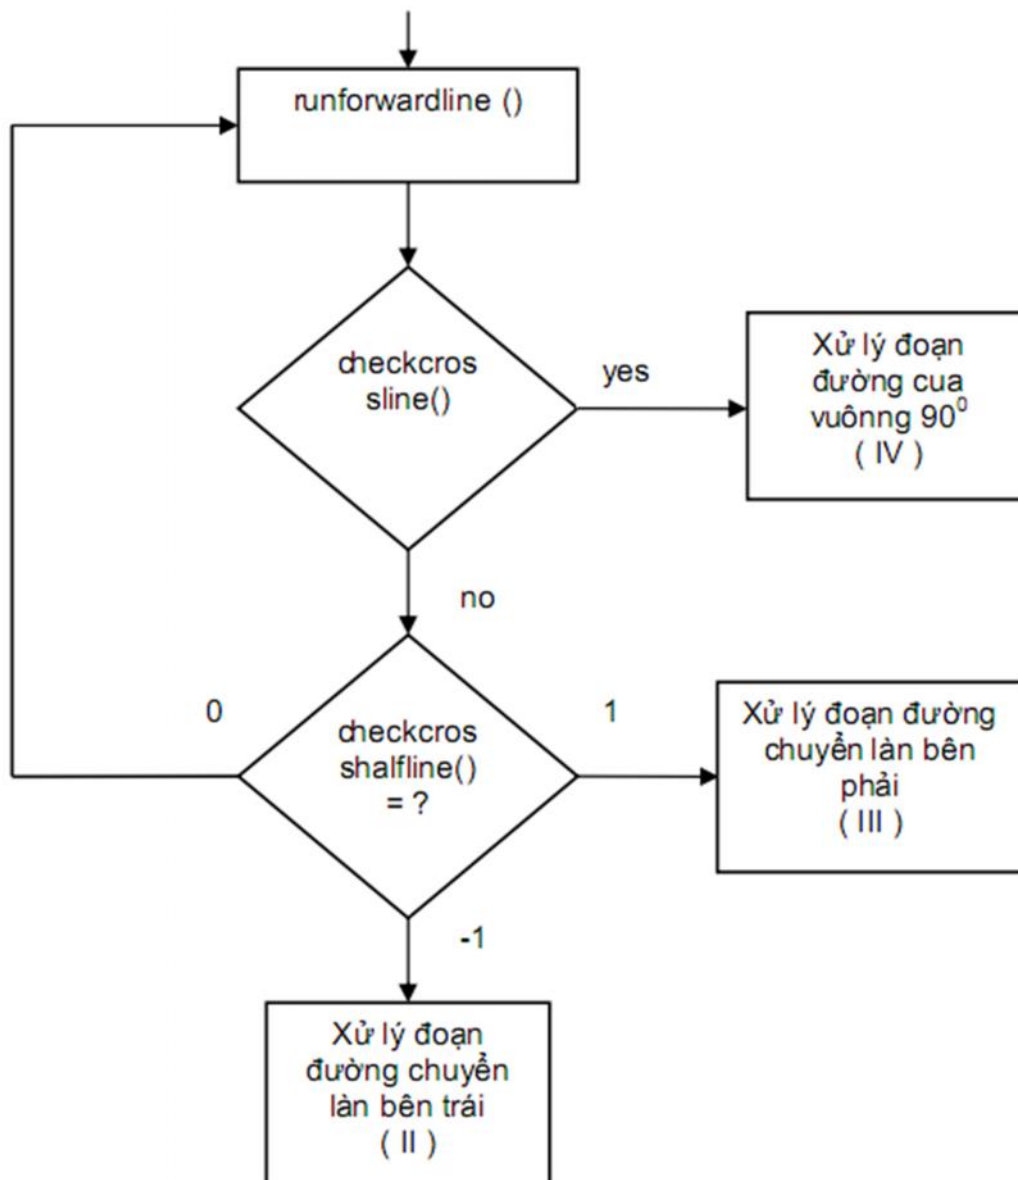 runforwardline ()
checkcros
sline()
yes
Xử lý đoạn
đường cua
vuônng 90⁰
( IV )
no
0
checkcros
shalfline()
= ?
1
Xử lý đoạn đường
chuyển làn bên
phải
( III )
-1
Xử lý đoạn
đường chuyển
làn bên trái
( II )